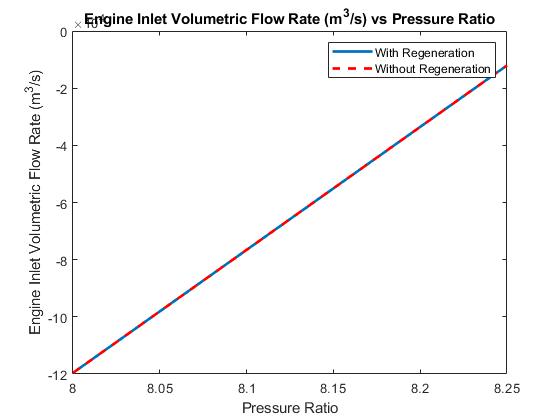 Engine Inlet Volumetric Flow Rate (m³/s) vs Pressure Ratio
With Regeneration
Without Regeneration
Engine Inlet Volumetric Flow Rate (m³/s)
0
-2
-4
-6
-8
-10
-12
8
8.05
8.1
8.15
8.2
8.25
Pressure Ratio